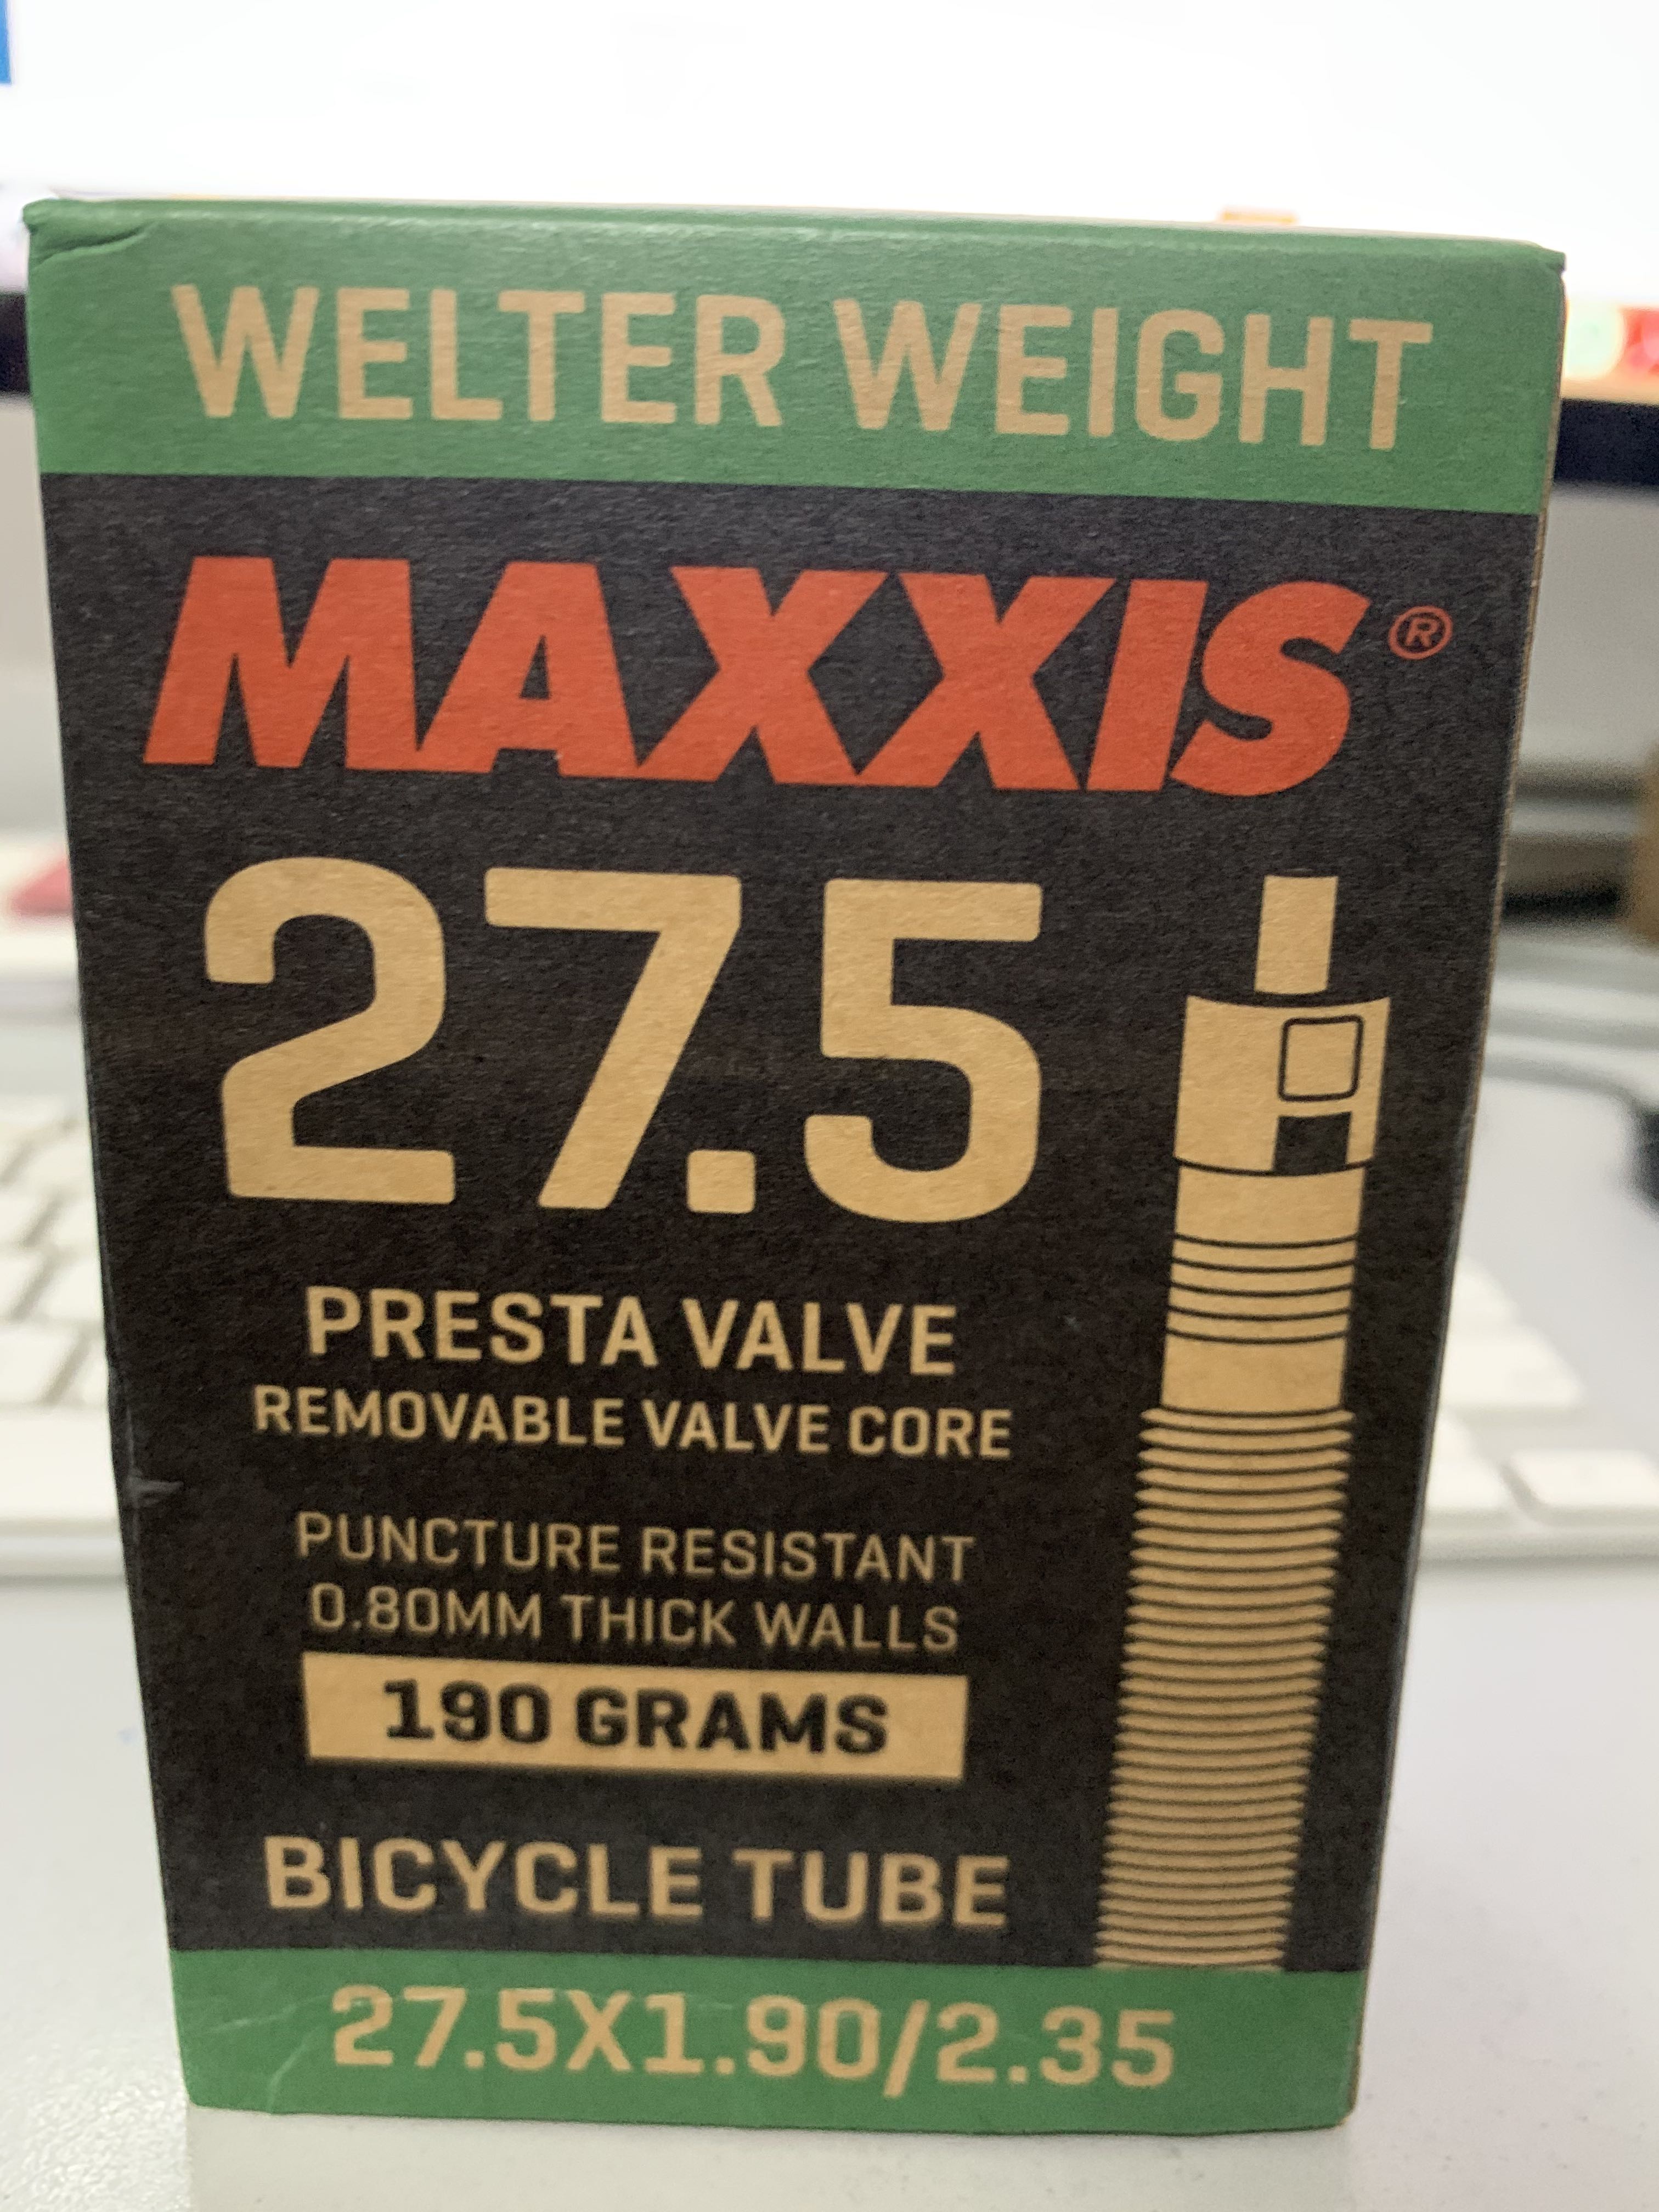 WELTER WEIGHT
MAXXIS®
27.5
PRESTA VALVE
REMOVABLE VALVE CORE
PUNCTURE RESISTANT
0.80MM THICK WALLS
190 GRAMS
BICYCLE TUBE
27.5X1.90/2.35